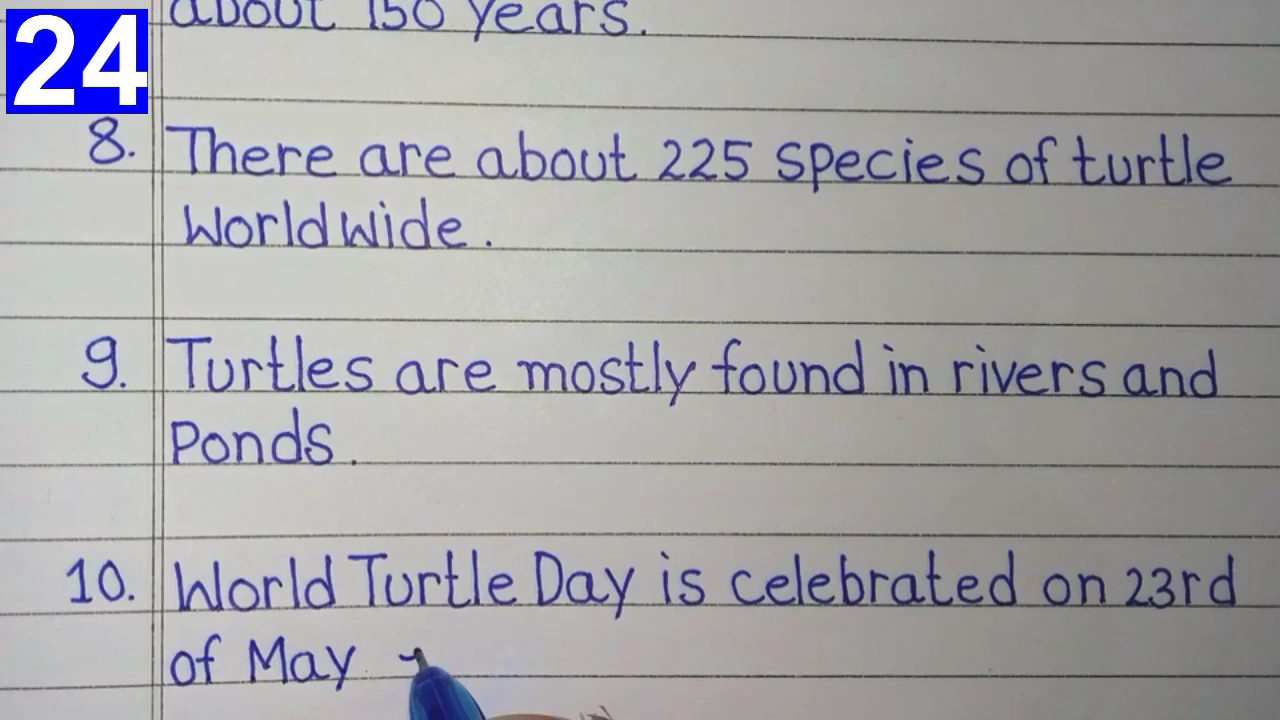 24
about 150 years.
8. There are about 225 species of turtle
Worldwide.
9. Turtles are mostly found in rivers and
Ponds.
10. World Turtle Day is celebrated on 23rd
of May